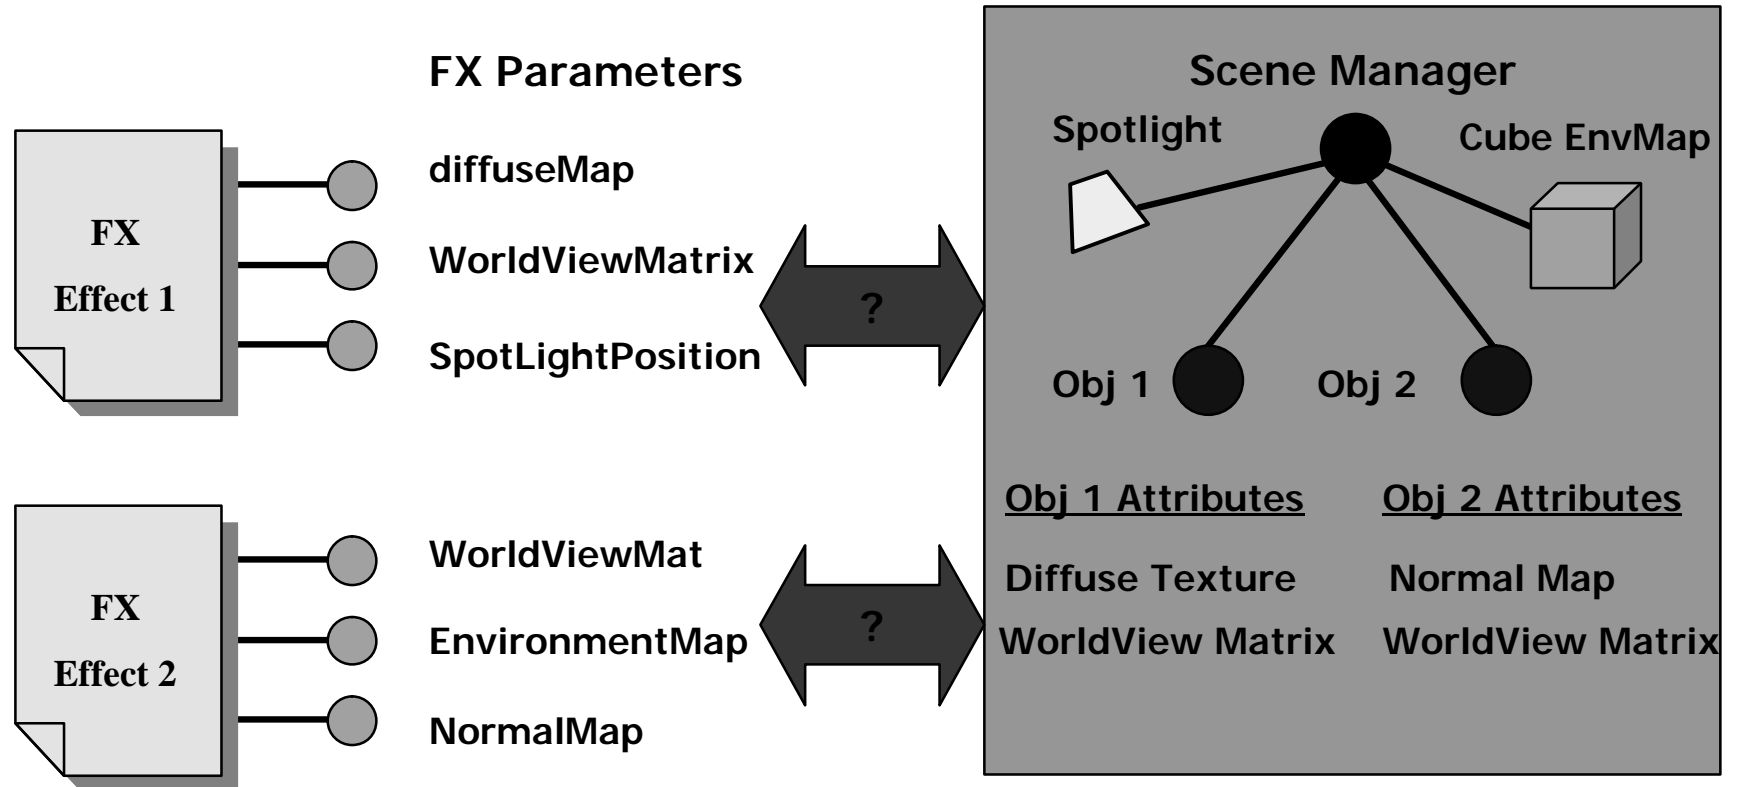 FX Parameters
diffuseMap
WorldViewMatrix
SpotLightPosition
FX
Effect 1
?
WorldViewMat
EnvironmentMap
NormalMap
FX
Effect 2
?
Scene Manager
Spotlight
Cube EnvMap
Obj 1
Obj 2
Obj 1 Attributes
Diffuse Texture
WorldView Matrix
Obj 2 Attributes
Normal Map
WorldView Matrix